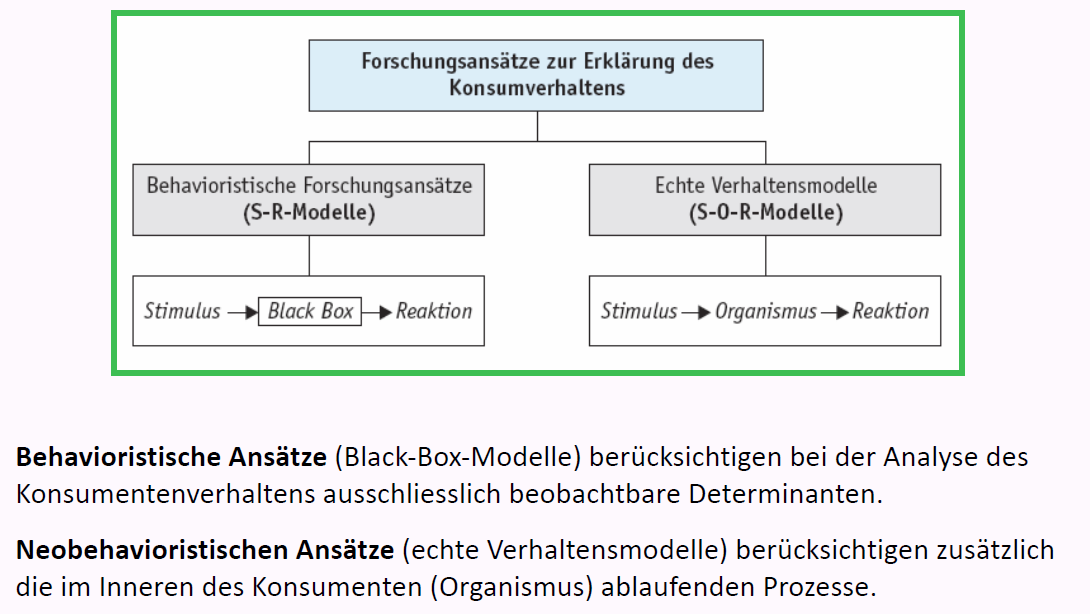 Forschungsansätze zur Erklärung des
Konsumverhaltens
Behavioristische Forschungsansätze
(S-R-Modelle)
Echte Verhaltensmodelle
(S-O-R-Modelle)
Stimulus Black Box Reaktion
Stimulus Organismus Reaktion
Behavioristische Ansätze (Black-Box-Modelle) berücksichtigen bei der Analyse des
Konsumentenverhaltens ausschliesslich beobachtbare Determinanten.
Neobehavioristischen Ansätze (echte Verhaltensmodelle) berücksichtigen zusätzlich
die im Inneren des Konsumenten (Organismus) ablaufenden Prozesse.